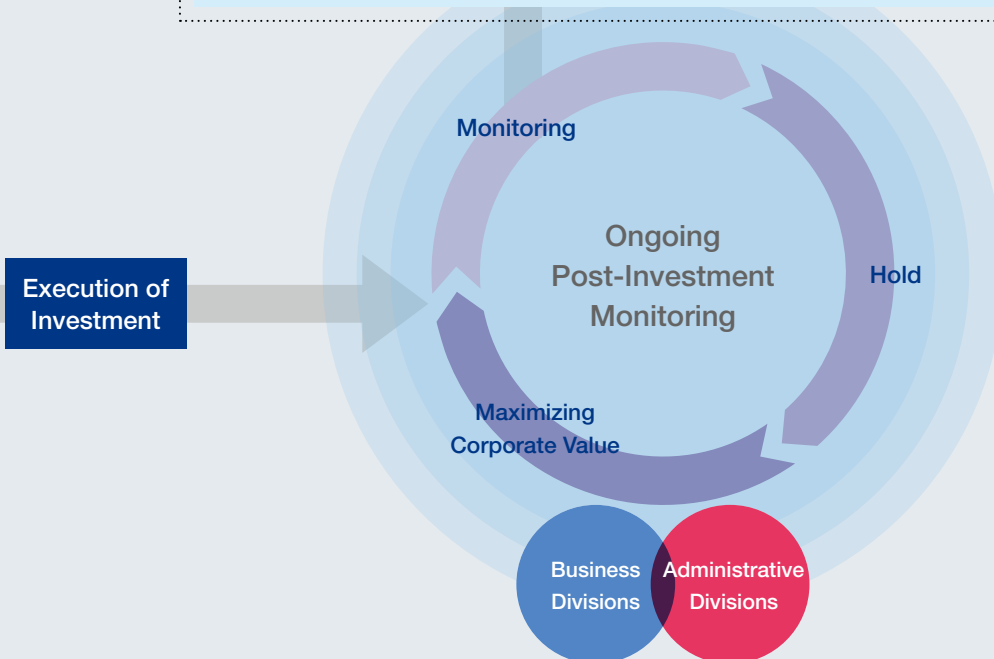 Monitoring
Ongoing
Post-Investment
Monitoring
Hold
Execution of
Investment
Maximizing
Corporate Value
Business
Divisions
Administrative
Divisions